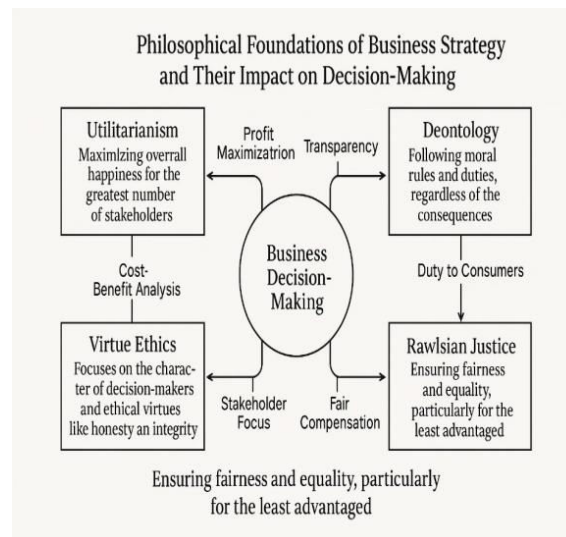 Philosophical Foundations of Business Strategy
and Their Impact on Decision-Making
Utilitarianism
Maximizing overrall
happiness for the
greatest number
of stakeholders
Profit
Maximizatrion
Transparency
Deontology
Following moral
rules and duties,
regardless of the
consequences
Business
Decision-
Making
Cost-
Benefit Analysis
Duty to Consumers
Virtue Ethics
Focuses on the charac-
ter of decision-makers
and ethical virtues
like honesty an integrity
Stakeholder
Focus
Fair
Compensation
Rawlsian Justice
Ensuring fairness
and equality,
particularly for the
least advantaged
Ensuring fairness and equality, particularly
for the least advantaged